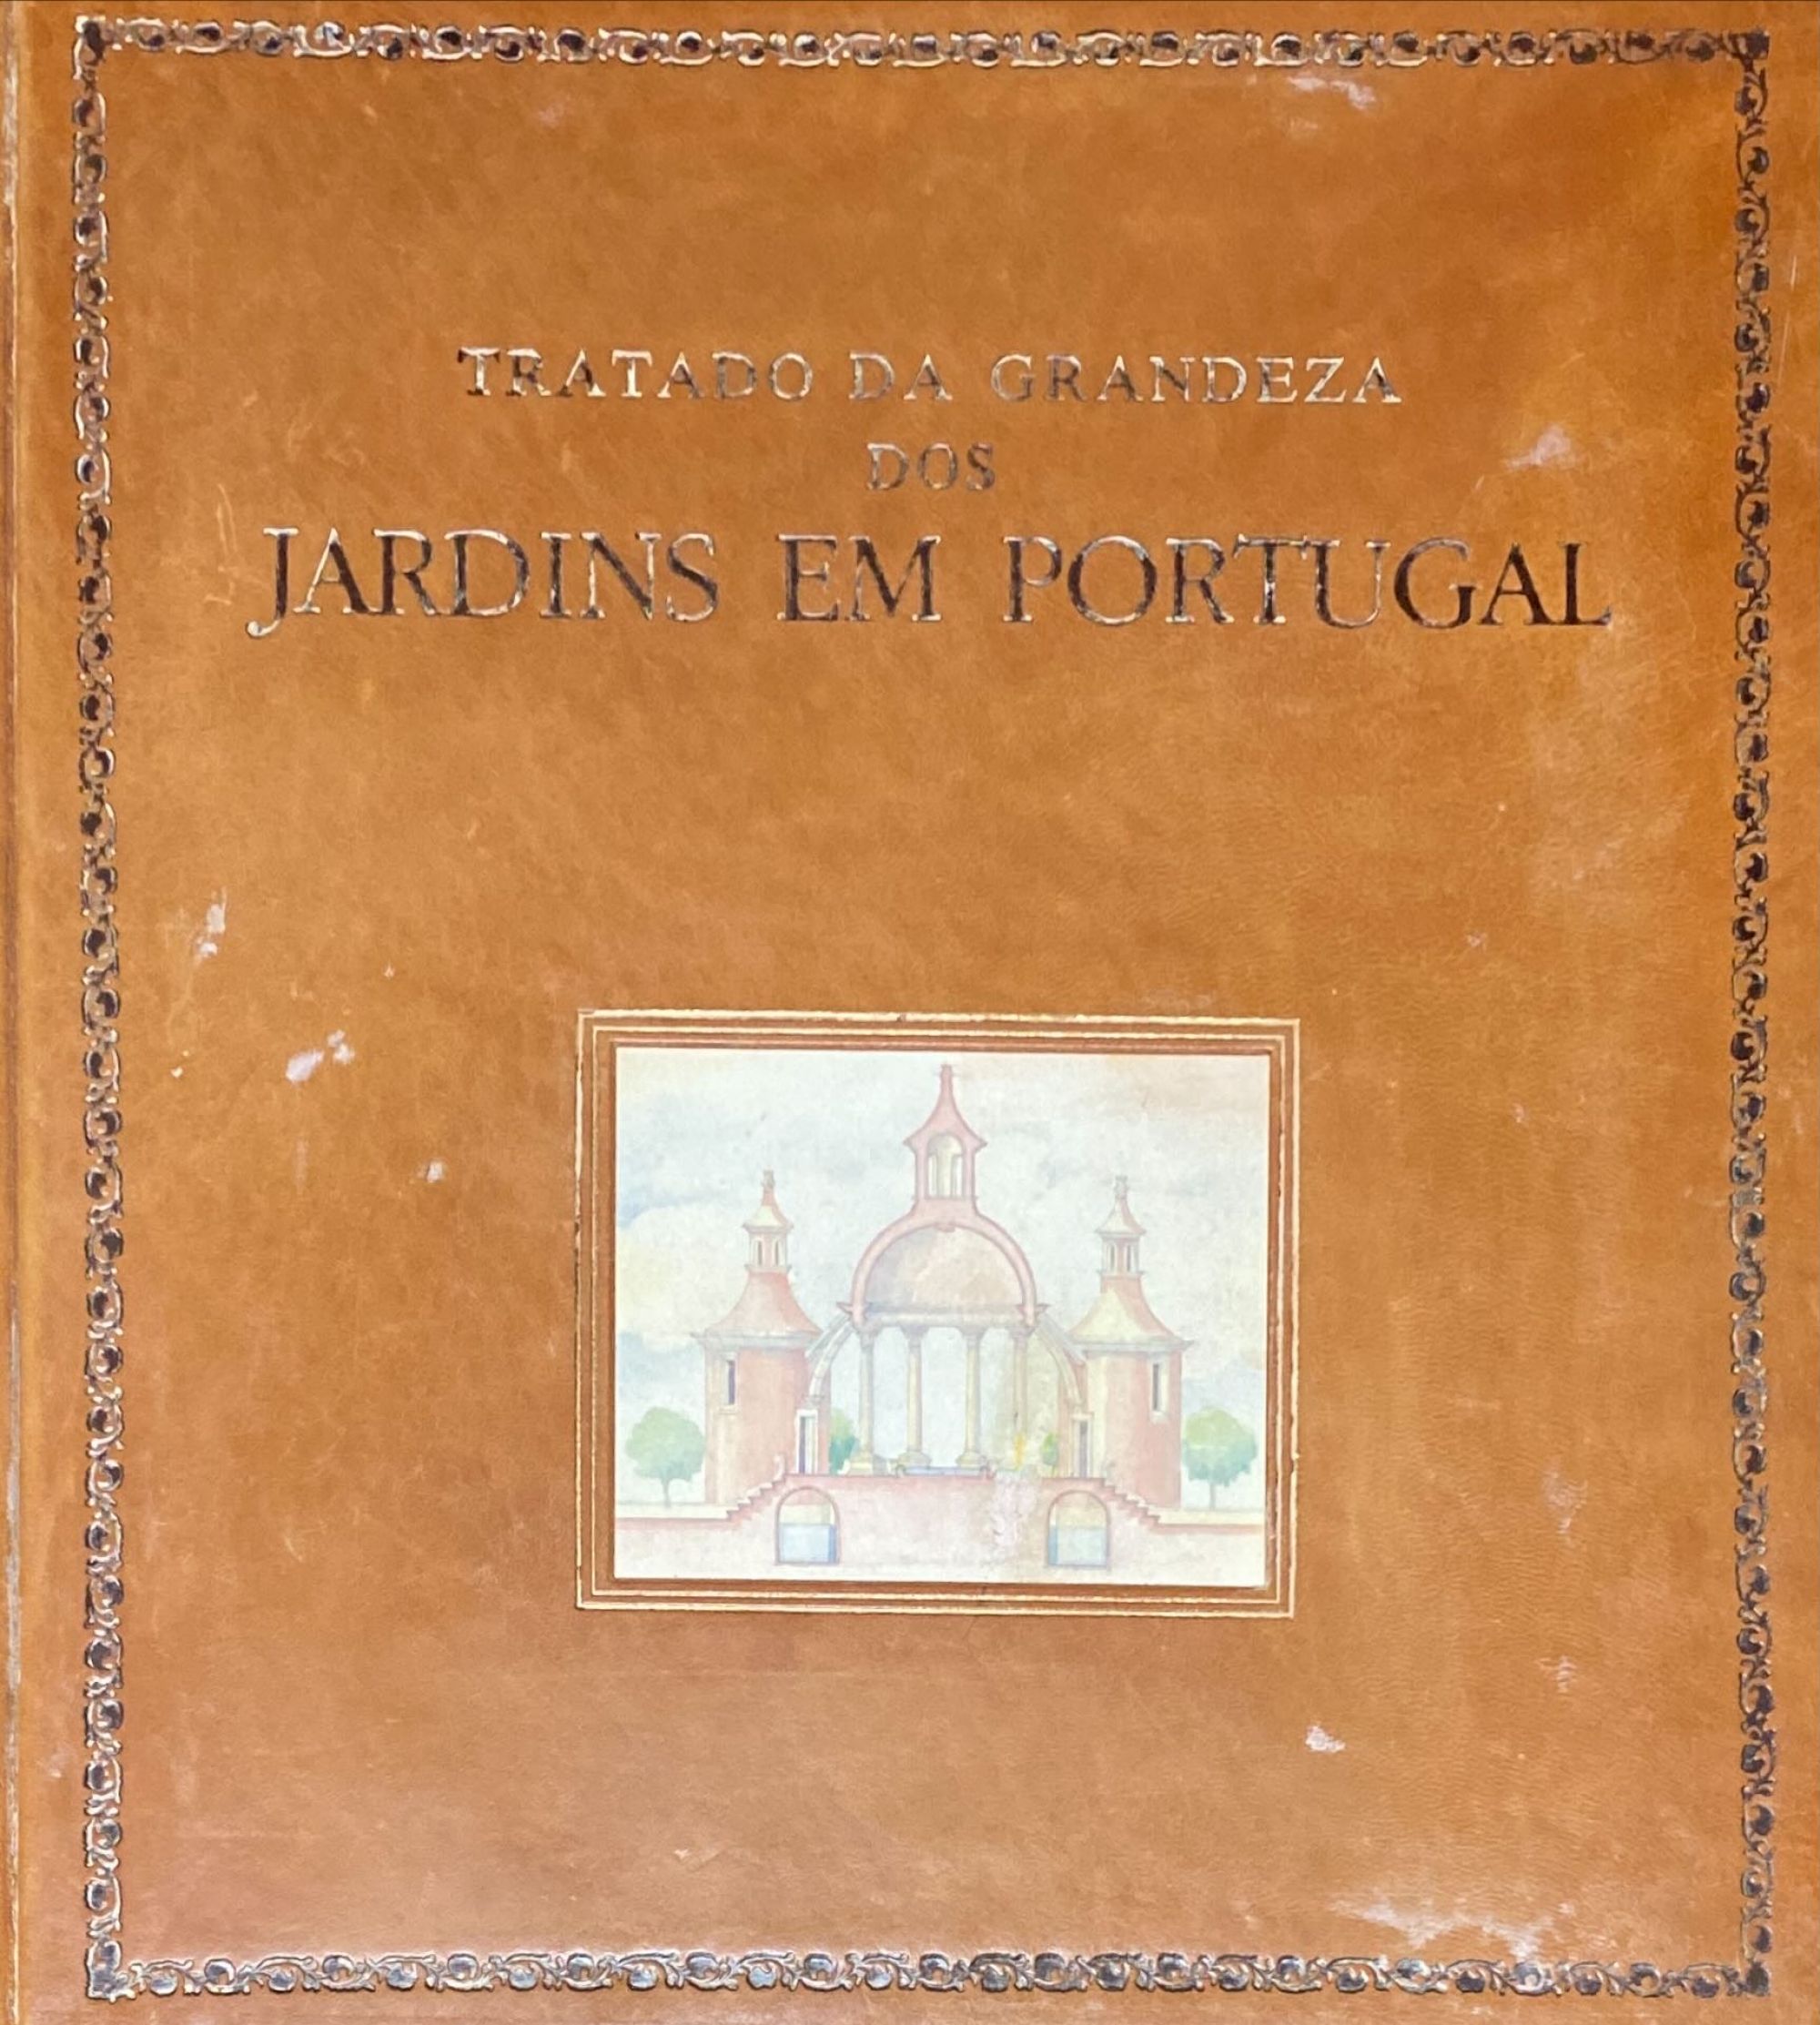 TRATADO DA GRANDEZA
DOS
JARDINS EM PORTUGAL